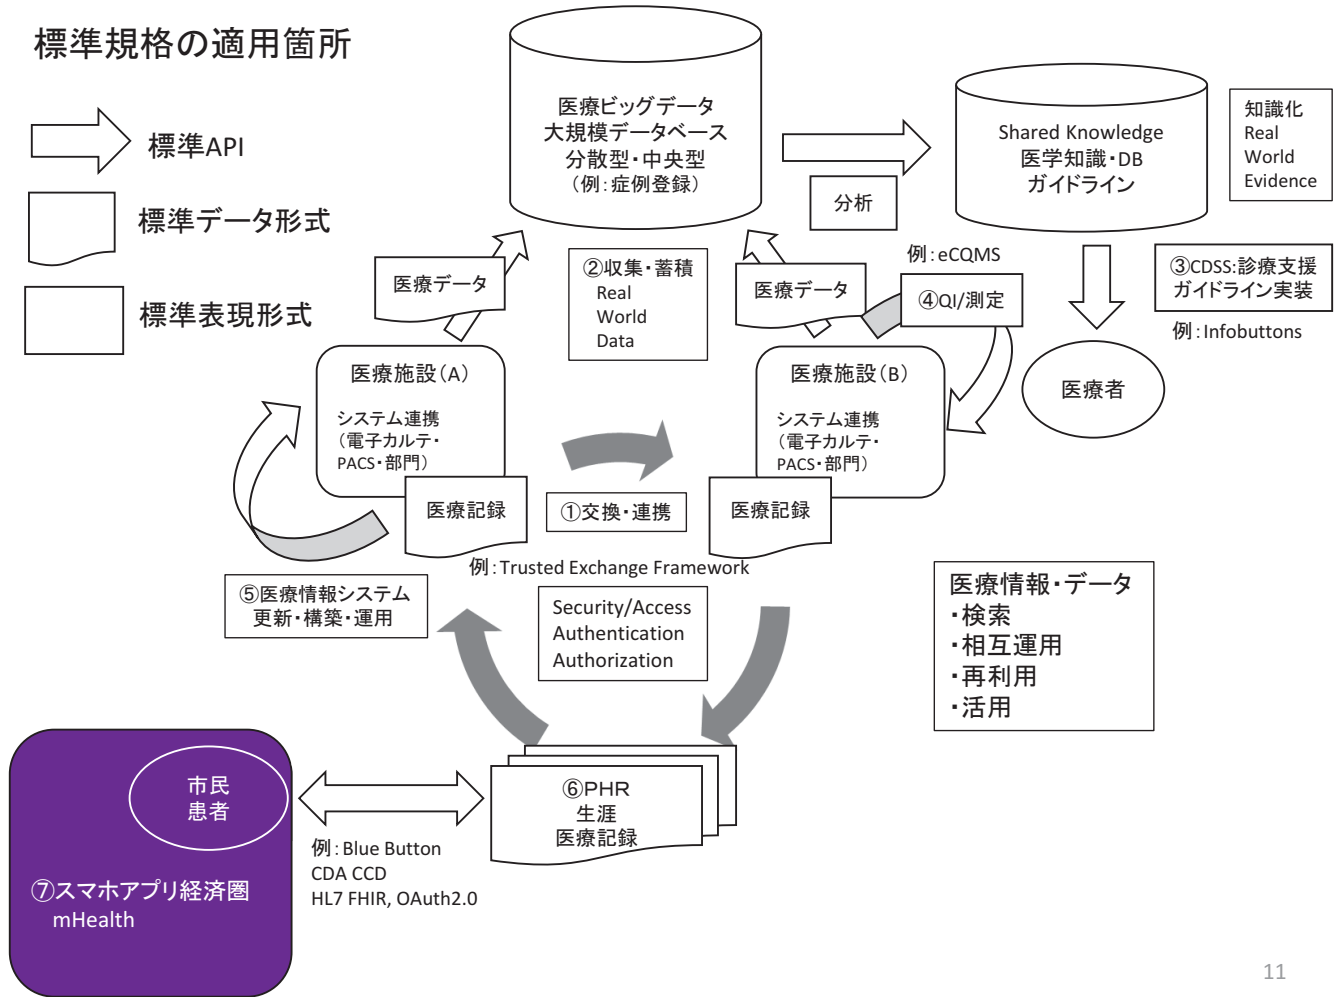 標準規格の適用箇所
標準API
標準データ形式
標準表現形式
医療ビッグデータ
大規模データベース
分散型・中央型
(例:症例登録)
分析
Shared Knowledge
医学知識・DB
ガイドライン
知識化
Real
World
Evidence
医療データ
②収集・蓄積
Real
World
Data
医療データ
例:eCQMS
④QI/測定
③CDSS:診療支援
ガイドライン実装
例:Infobuttons
医療者
医療施設(A)
システム連携
(電子カルテ・
PACS・部門)
医療記録
①交換・連携
医療施設(B)
システム連携
(電子カルテ・
PACS・部門)
医療記録
例:Trusted Exchange Framework
Security/Access
Authentication
Authorization
⑤医療情報システム
更新・構築・運用
医療情報・データ
・検索
・相互運用
・再利用
・活用
⑥PHR
生涯
医療記録
市民
患者
⑦スマホアプリ経済圏
mHealth
例:Blue Button
CDA CCD
HL7 FHIR, OAuth2.0
11